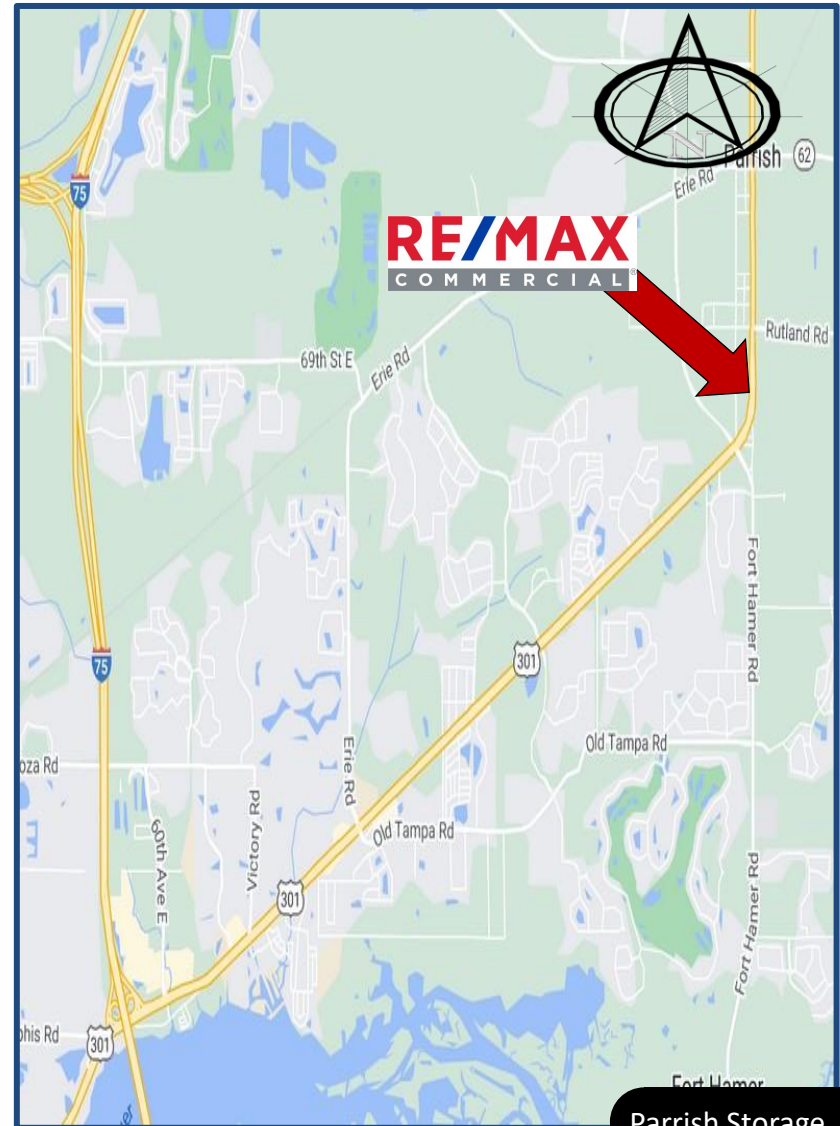 N
Parrish
62
Erie Rd
75
RE/MAX
COMMERCIAL®
Rutland Rd
69th St E
Erie Rd
Fort Hamer Rd
301
75
Old Tampa Rd
oza Rd
Erie Rd
60th Ave E
Victory Rd
Old Tampa Rd
301
Fort Hamer Rd
phis Rd
301
Fort Hamer
Parrish Storage